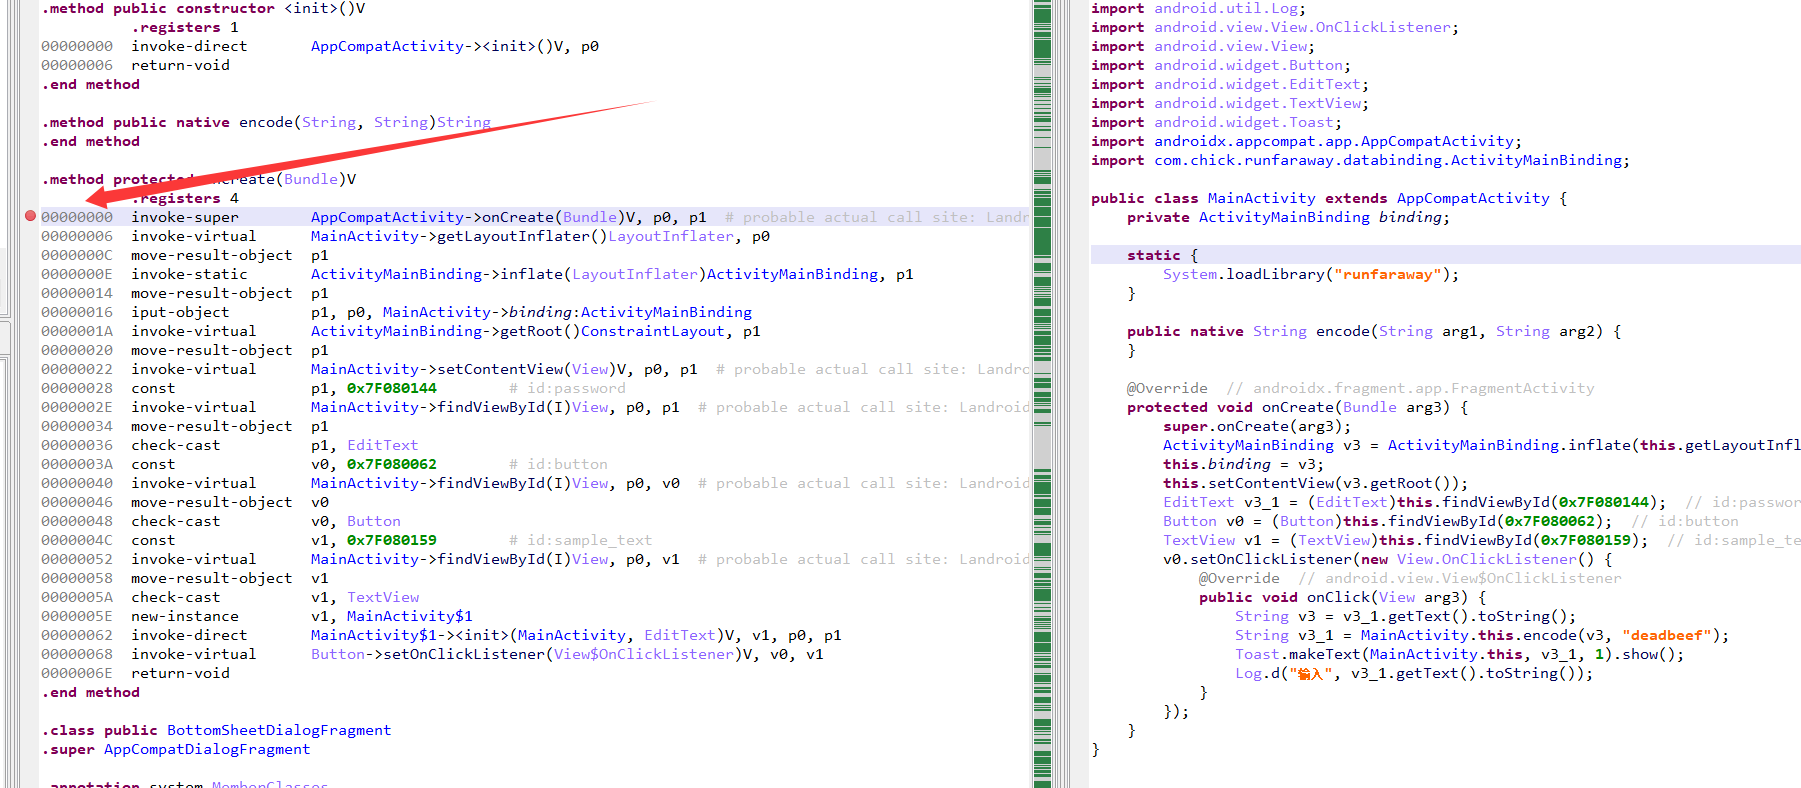 .method public constructor <init>()V
.registers 1
00000000 invoke-direct AppCompatActivity-><init>()V, p0
00000006 return-void
.end method
.method public native encode(String, String)String
.end method
.method protected onCreate(Bundle)V
.registers 4
00000000 invoke-super AppCompatActivity->onCreate(Bundle)V, p0, p1 # probable actual call site: Landr
00000006 invoke-virtual MainActivity->getLayoutInflater()LayoutInflater, p0
0000000C move-result-object p1
0000000E invoke-static ActivityMainBinding->inflate(LayoutInflater)ActivityMainBinding, p1
00000014 move-result-object p1
00000016 iput-object p1, p0, MainActivity->binding:ActivityMainBinding
0000001A invoke-virtual ActivityMainBinding->getRoot()ConstraintLayout, p1
00000020 move-result-object p1
00000022 invoke-virtual MainActivity->setContentView(View)V, p0, p1 # probable actual call site: Landro
00000028 const p1, 0x7F080144 # id:password
0000002E invoke-virtual MainActivity->findViewById(I)View, p0, p1 # probable actual call site: Landroid
00000034 move-result-object p1
00000036 check-cast p1, EditText
0000003A const v0, 0x7F080062 # id:button
00000040 invoke-virtual MainActivity->findViewById(I)View, p0, v0 # probable actual call site: Landroid
00000046 move-result-object v0
00000048 check-cast v0, Button
0000004C const v1, 0x7F080159 # id:sample_text
00000052 invoke-virtual MainActivity->findViewById(I)View, p0, v1 # probable actual call site: Landroid
00000058 move-result-object v1
0000005A check-cast v1, TextView
0000005E new-instance v1, MainActivity$1
00000062 invoke-direct MainActivity$1-><init>(MainActivity, EditText)V, v1, p0, p1
00000068 invoke-virtual Button->setOnClickListener(View$OnClickListener)V, v0, v1
0000006E return-void
.end method
.class public BottomSheetDialogFragment
.super AppCompatDialogFragment
.annotation system MemberClasses
import android.util.Log;
import android.view.View.OnClickListener;
import android.view.View;
import android.widget.Button;
import android.widget.EditText;
import android.widget.TextView;
import android.widget.Toast;
import androidx.appcompat.app.AppCompatActivity;
import com.chick.runfaraway.databinding.ActivityMainBinding;
public class MainActivity extends AppCompatActivity {
private ActivityMainBinding binding;
static {
System.loadLibrary("runfaraway");
}
public native String encode(String arg1, String arg2) {
}
@Override // androidx.fragment.app.FragmentActivity
protected void onCreate(Bundle arg3) {
super.onCreate(arg3);
ActivityMainBinding v3 = ActivityMainBinding.inflate(this.getLayoutInfl
this.binding = v3;
this.setContentView(v3.getRoot());
EditText v3_1 = (EditText)this.findViewById(0x7F080144); // id:passwor
Button v0 = (Button)this.findViewById(0x7F080062); // id:button
TextView v1 = (TextView)this.findViewById(0x7F080159); // id:sample_te
v0.setOnClickListener(new View.OnClickListener() {
@Override // android.view.View$OnClickListener
public void onClick(View arg3) {
String v3 = v3_1.getText().toString();
String v3_1 = MainActivity.this.encode(v3, "deadbeef");
Toast.makeText(MainActivity.this, v3_1, 1).show();
Log.d("输入", v3_1.getText().toString());
}
});
}
}